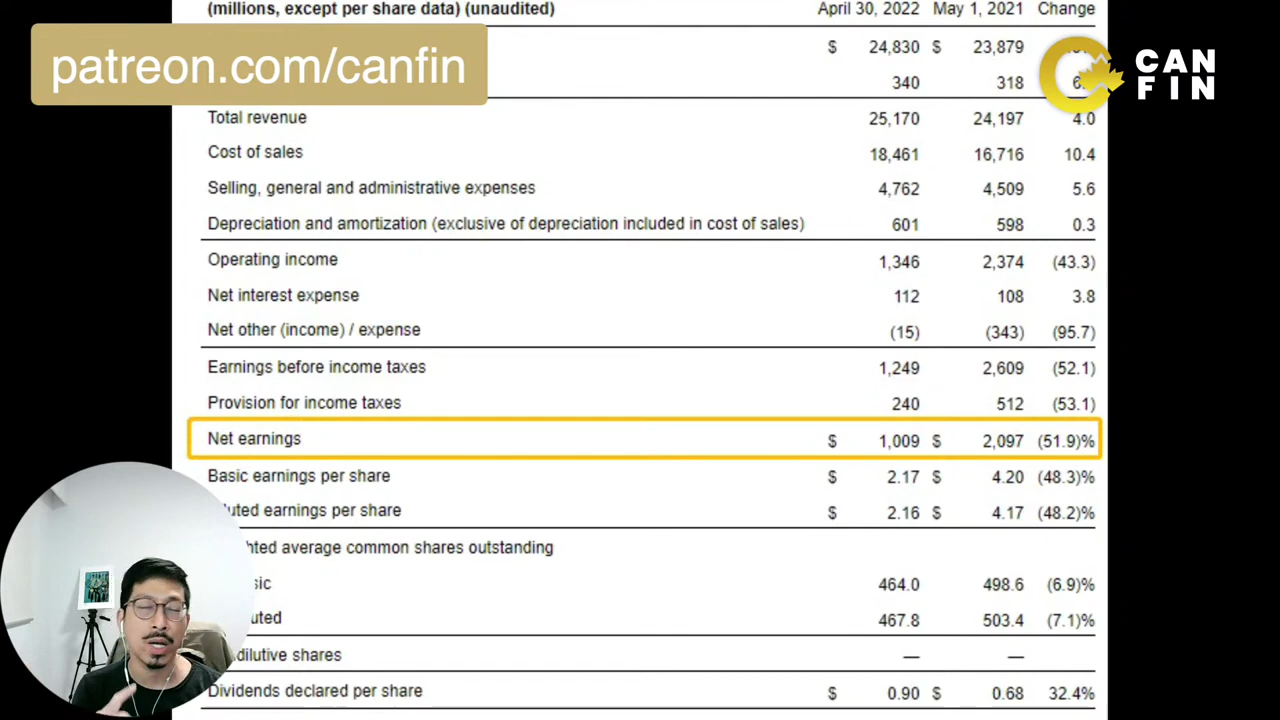 (millions, except per share data) (unaudited) April 30, 2022 May 1, 2021 Change
patreon.com/canfin
$ 24,830 $ 23,879
CAN
FIN
340 318
Total revenue 25,170 24,197 4.0
Cost of sales 18,461 16,716 10.4
Selling, general and administrative expenses 4,762 4,509 5.6
Depreciation and amortization (exclusive of depreciation included in cost of sales) 601 598 0.3
Operating income 1,346 2,374 (43.3)
Net interest expense 112 108 3.8
Net other (income) / expense (15) (343) (95.7)
Earnings before income taxes 1,249 2,609 (52.1)
Provision for income taxes 240 512 (53.1)
Net earnings $ 1,009 $ 2,097 (51.9)%
Basic earnings per share $ 2.17 $ 4.20 (48.3)%
luted earnings per share $ 2.16 $ 4.17 (48.2)%
hted average common shares outstanding
sic 464.0 498.6 (6.9)%
uted 467.8 503.4 (7.1)%
dilutive shares — —
Dividends declared per share $ 0.90 $ 0.68 32.4%